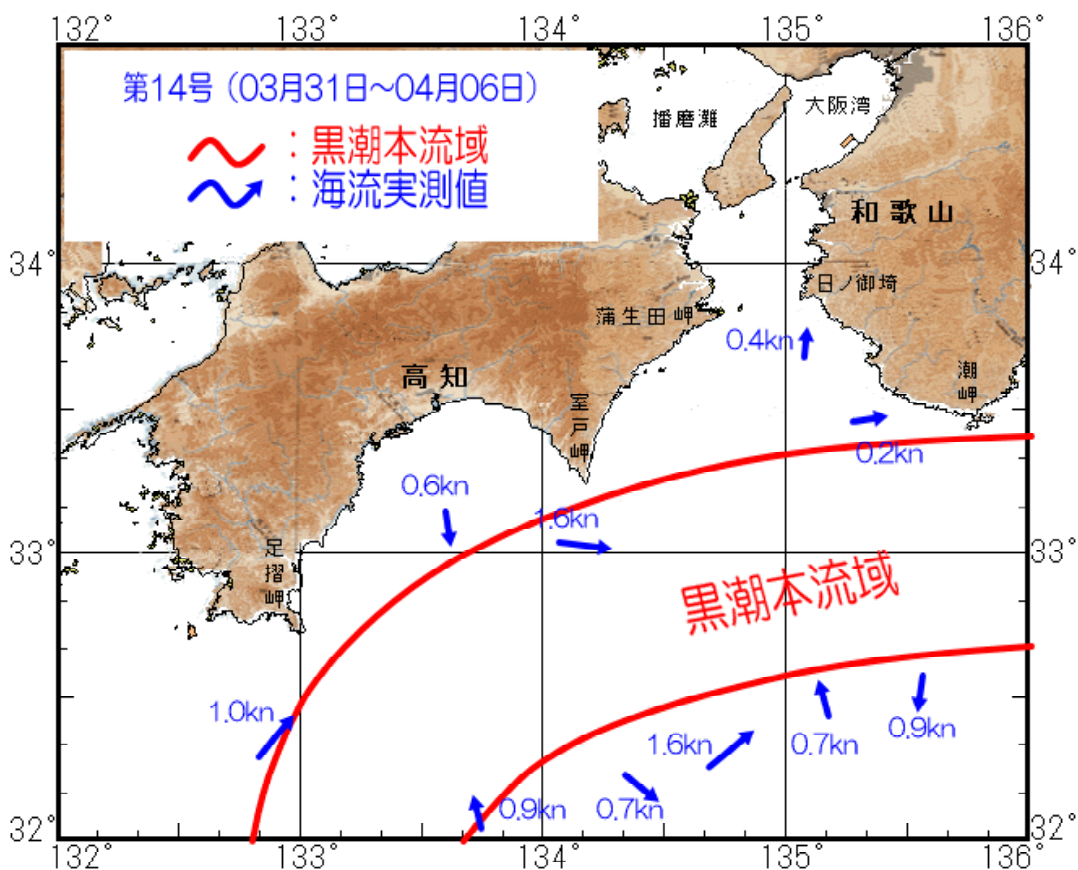 132°
133°
134°
135°
136°
第14号（03月31日～04月06日）
：黒潮本流域
：海流実測値
播磨灘
大阪湾
和歌山
34°
34°
日ノ御埼
蒲生田岬
0.4kn
高知
潮岬
室戸岬
0.2kn
0.6kn
1.6kn
33°
33°
足摺岬
黒潮本流域
1.0kn
1.6kn
0.7kn
0.9kn
0.9kn
0.7kn
32°
32°
132°
133°
134°
135°
136°